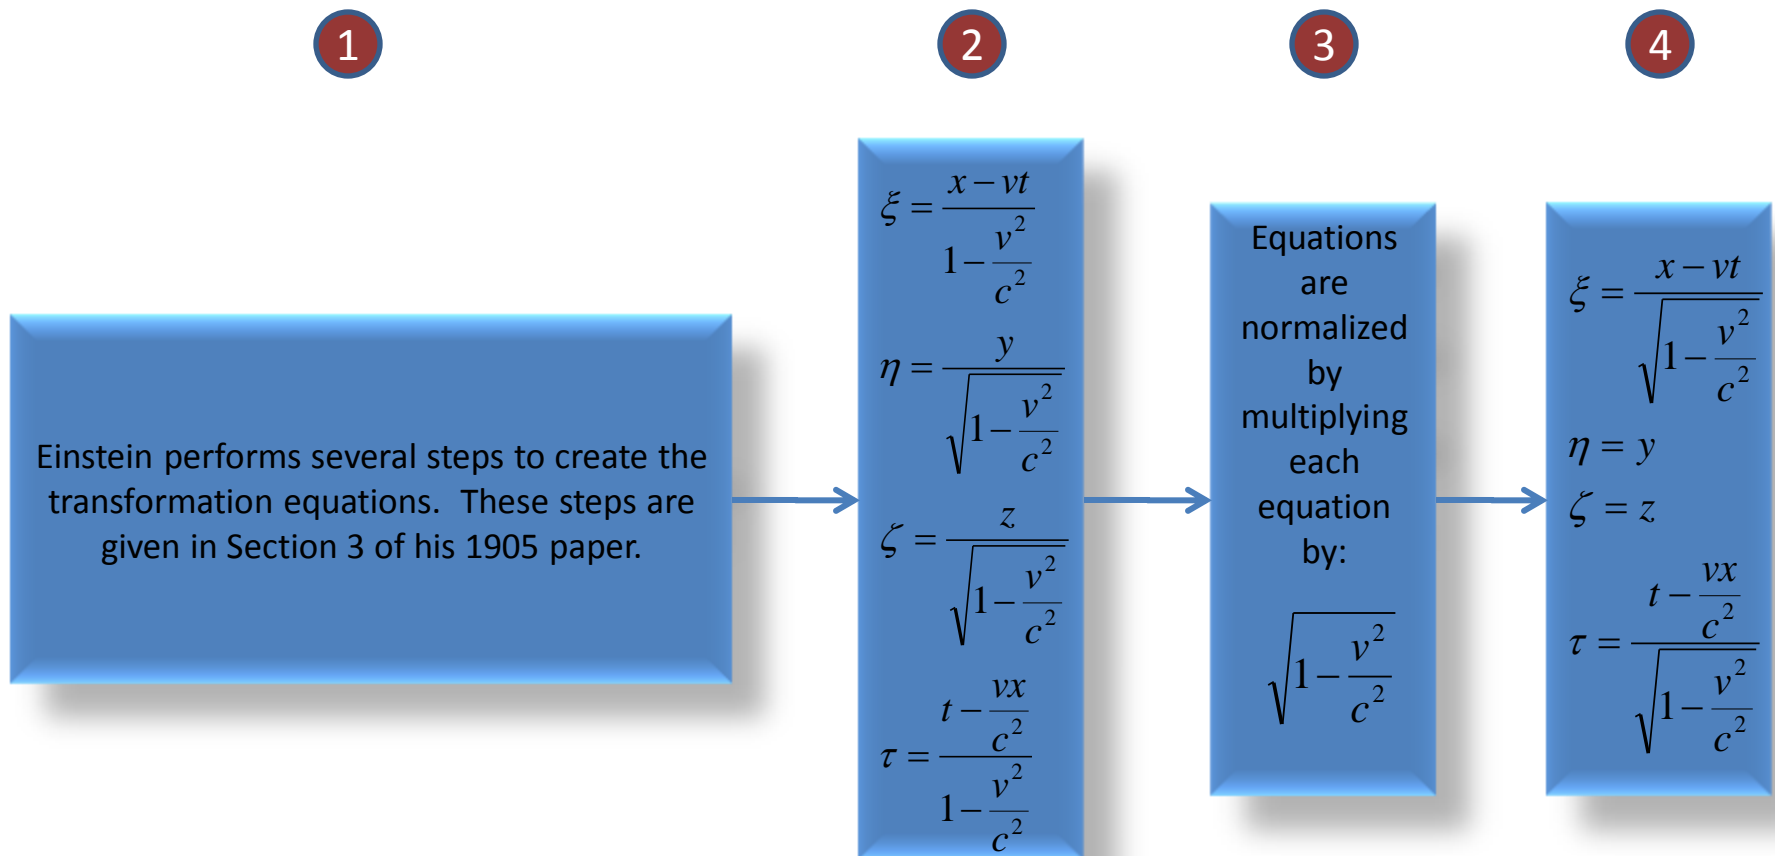 1
2
3
4
Einstein performs several steps to create the
transformation equations. These steps are
given in Section 3 of his 1905 paper.
ξ = (x − vt) / (1 − v²/c²)
η = y / √(1 − v²/c²)
ζ = z / √(1 − v²/c²)
τ = (t − vx/c²) / (1 − v²/c²)
Equations
are
normalized
by
multiplying
each
equation
by:
√(1 − v²/c²)
ξ = (x − vt) / √(1 − v²/c²)
η = y
ζ = z
τ = (t − vx/c²) / √(1 − v²/c²)